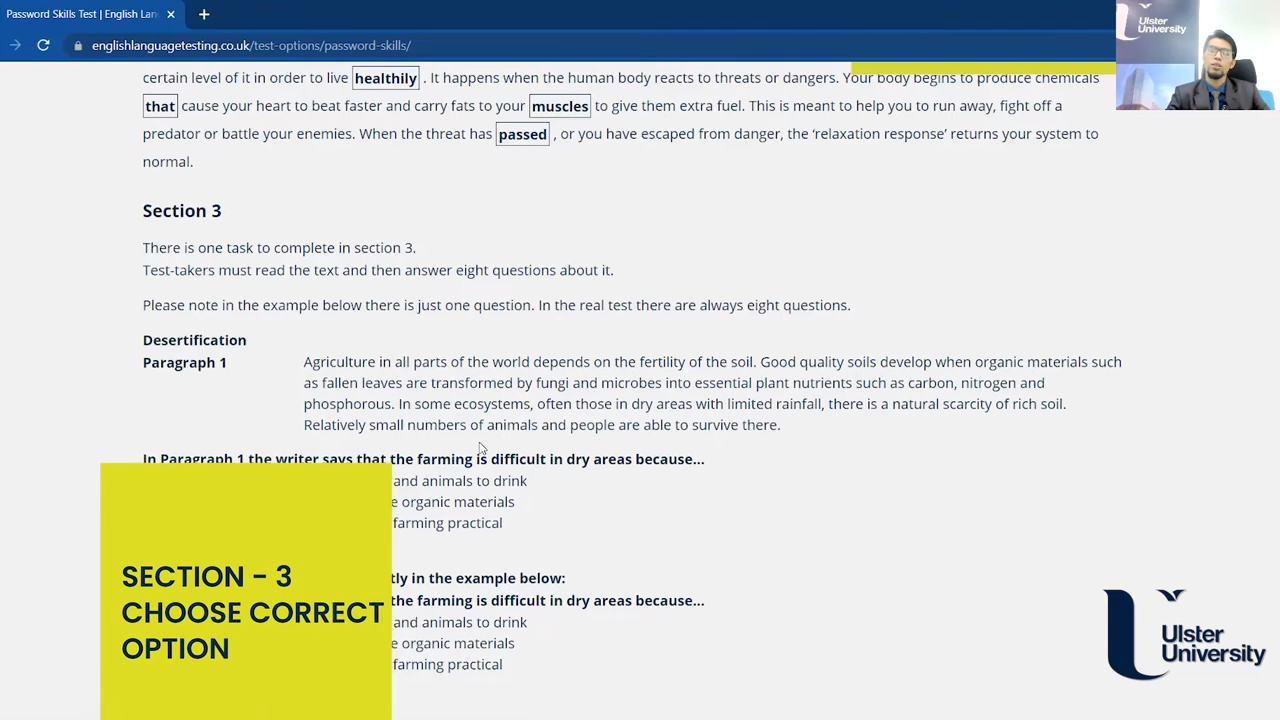 Password Skills Test | English Lan
englishlanguagetesting.co.uk/test-options/password-skills/
Ulster
University
certain level of it in order to live healthily . It happens when the human body reacts to threats or dangers. Your body begins to produce chemicals
that cause your heart to beat faster and carry fats to your muscles to give them extra fuel. This is meant to help you to run away, fight off a
predator or battle your enemies. When the threat has passed , or you have escaped from danger, the ‘relaxation response’ returns your system to
normal.
Section 3
There is one task to complete in section 3.
Test-takers must read the text and then answer eight questions about it.
Please note in the example below there is just one question. In the real test there are always eight questions.
Desertification
Paragraph 1
Agriculture in all parts of the world depends on the fertility of the soil. Good quality soils develop when organic materials such
as fallen leaves are transformed by fungi and microbes into essential plant nutrients such as carbon, nitrogen and
phosphorous. In some ecosystems, often those in dry areas with limited rainfall, there is a natural scarcity of rich soil.
Relatively small numbers of animals and people are able to survive there.
In Paragraph 1 the writer says that the farming is difficult in dry areas because...
and animals to drink
e organic materials
farming practical
tly in the example below:
the farming is difficult in dry areas because...
and animals to drink
e organic materials
farming practical
SECTION - 3
CHOOSE CORRECT
OPTION
Ulster
University